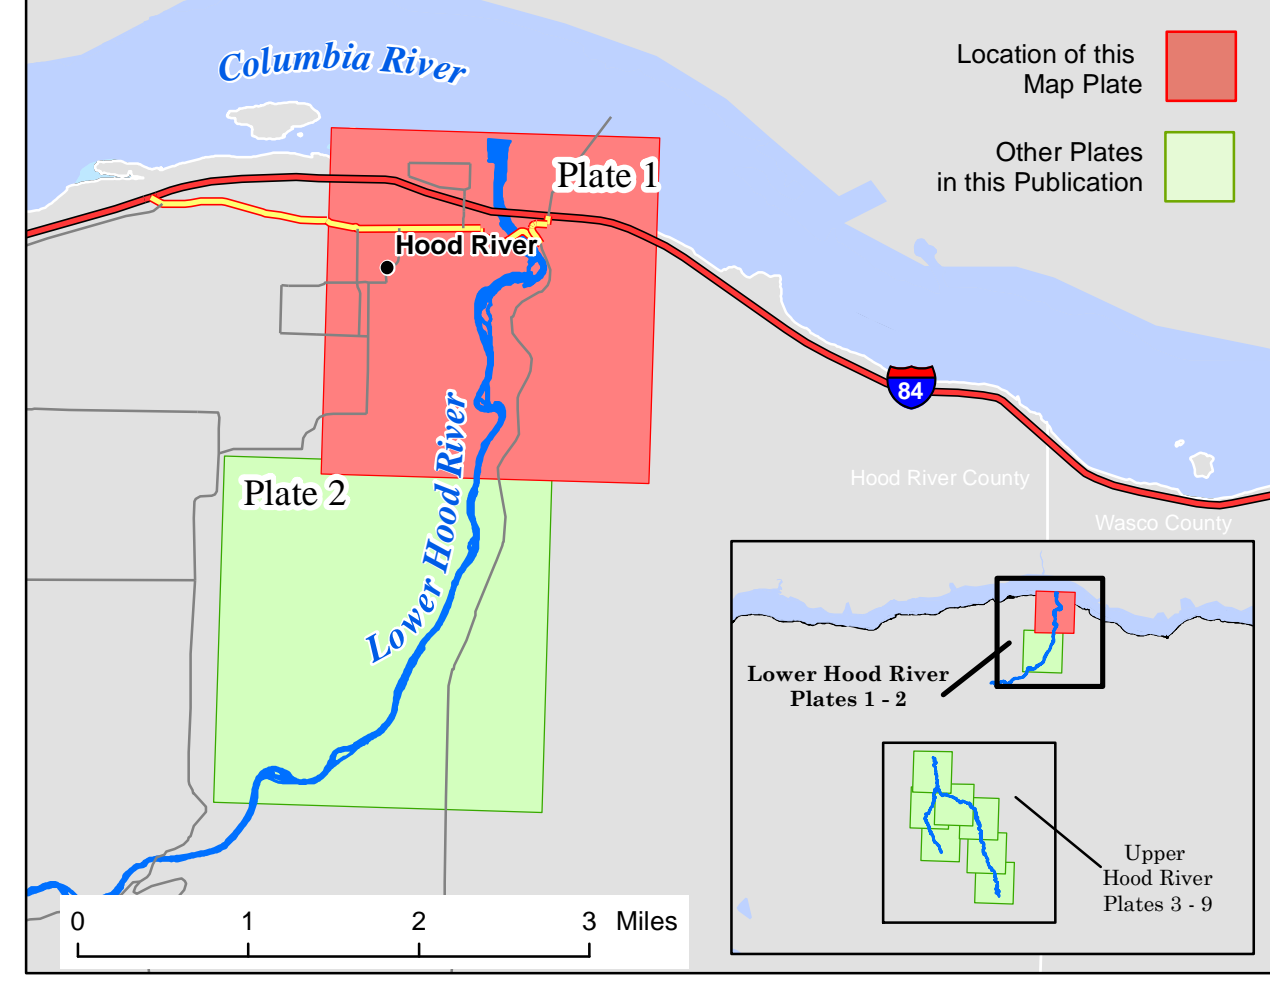 Columbia River
Location of this
Map Plate
Other Plates
in this Publication
Plate 1
Hood River
84
Lower Hood River
Plate 2
Hood River County
Wasco County
Lower Hood River
Plates 1 - 2
Upper
Hood River
Plates 3 - 9
0 1 2 3 Miles